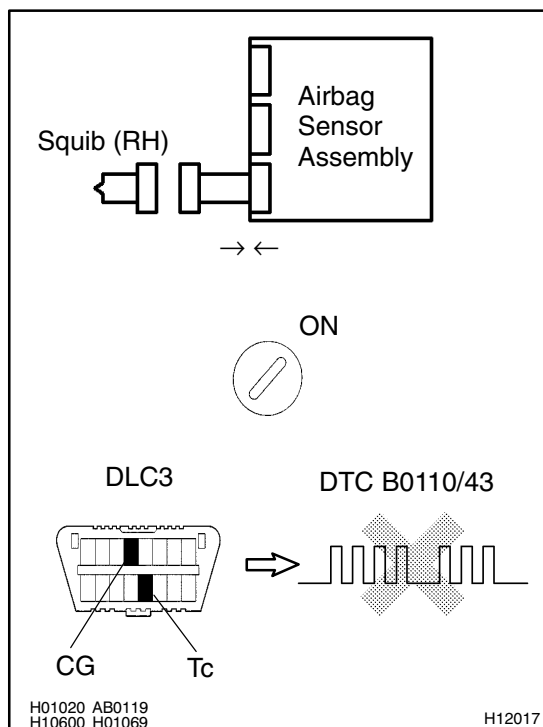 Airbag
Sensor
Assembly
Squib (RH)
ON
DLC3
DTC B0110/43
CG
Tc
H01020 AB0119
H10600 H01069
H12017